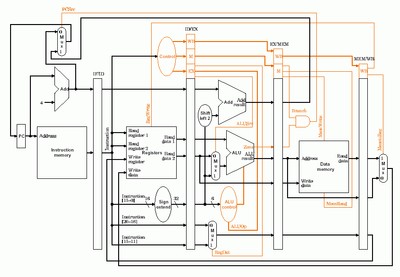 PCSrc
ID/EX
0
M
u
x
1
WB
EX/MEM
Control
M
WB
MEM/WB
EX
M
WB
IF/ID
Add
4
Add
Add
result
Shift
left 2
ALUSrc
Branch
RegWrite
MemWrite
PC
Address
Instruction
memory
Instruction
Read
register 1
Read
register 2
Registers
Read
data 1
Read
data 2
Write
register
Write
data
0
M
u
x
1
Zero
ALU
ALU
result
Address
Read
data
Data
memory
Write
data
MemtoReg
1
M
u
x
0
Instruction
[15–0]
16
Sign
extend
32
6
ALU
control
MemRead
Instruction
[20–16]
Instruction
[15–11]
0
M
u
x
1
ALUOp
RegDst